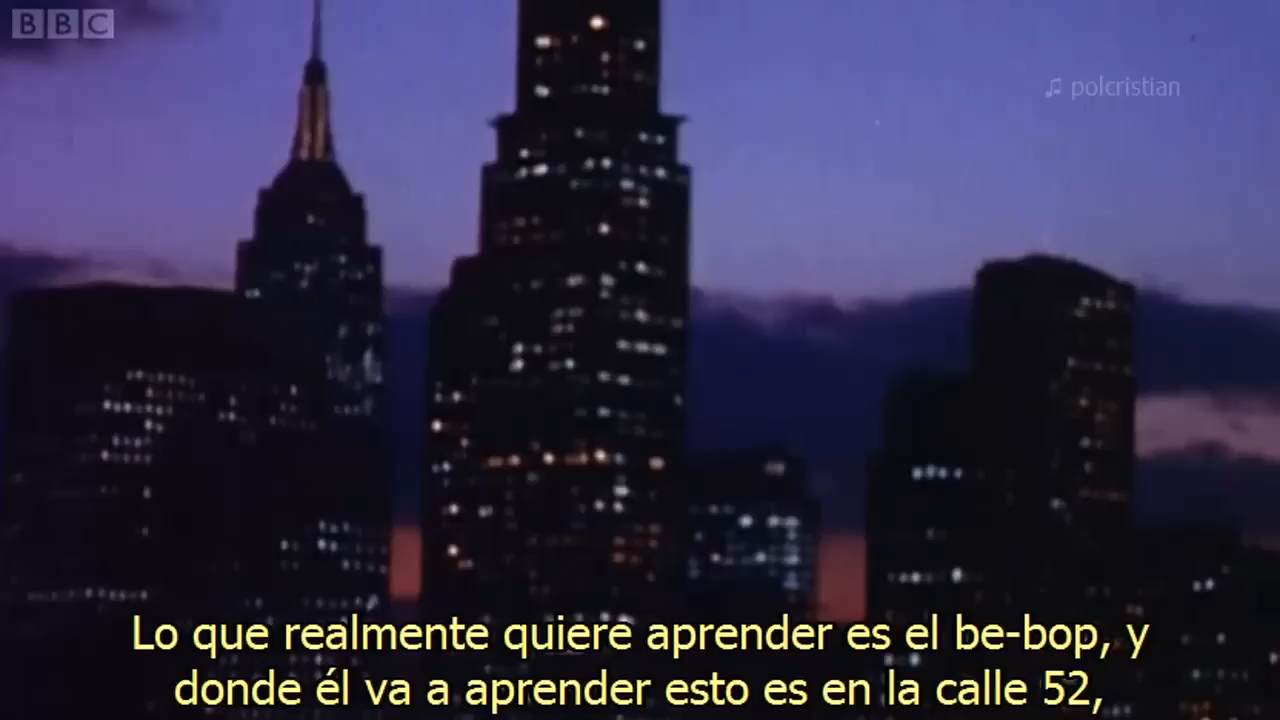 BBC
♫ polcristian
Lo que realmente quiere aprender es el be-bop, y
donde él va a aprender esto es en la calle 52,